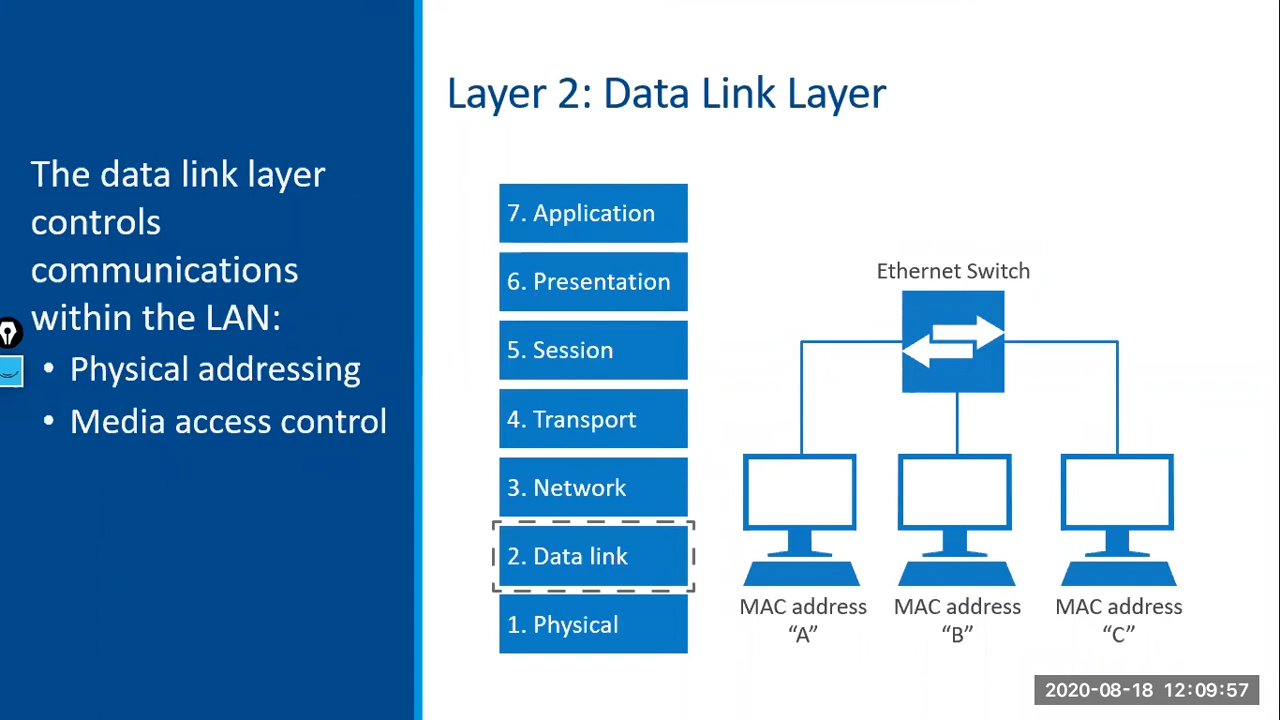 Layer 2: Data Link Layer
The data link layer
controls
communications
within the LAN:
• Physical addressing
• Media access control
7. Application
6. Presentation
5. Session
4. Transport
3. Network
2. Data link
1. Physical
Ethernet Switch
MAC address
“A”
MAC address
“B”
MAC address
“C”
2020-08-18 12:09:57